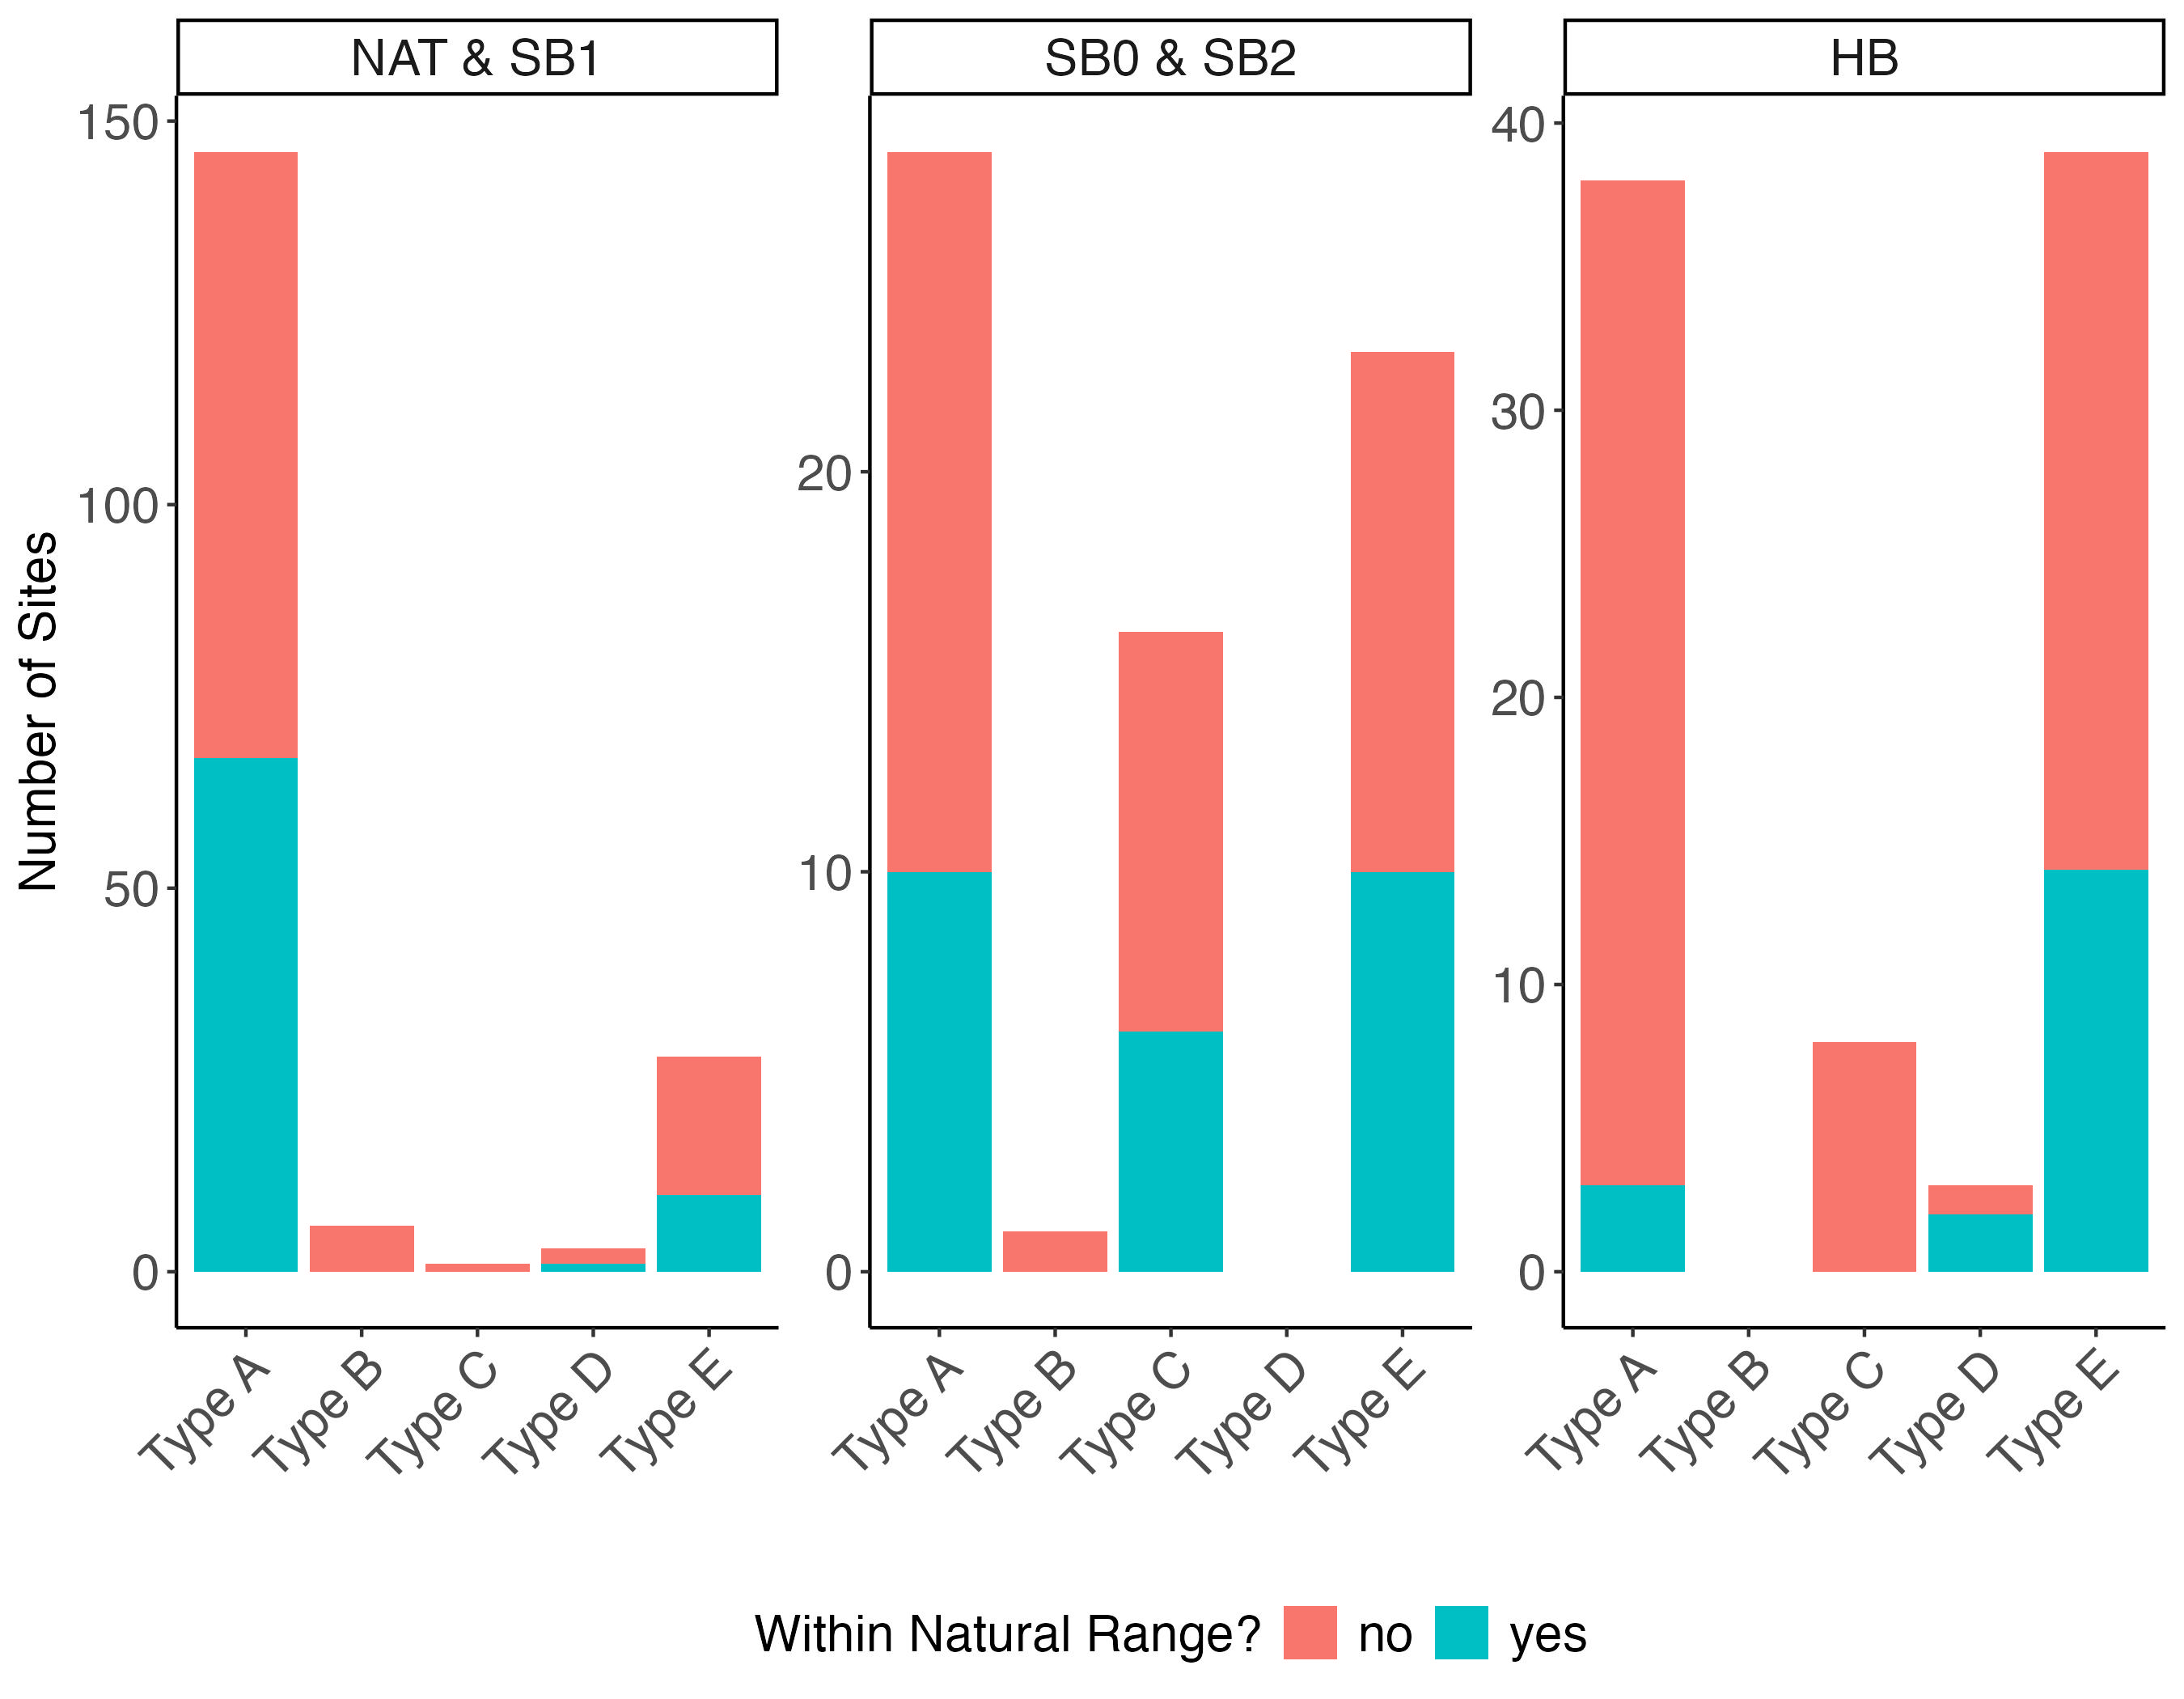 NAT & SB1
SB0 & SB2
HB
Number of Sites
150
100
50
0
20
10
0
40
30
20
10
0
Type A
Type B
Type C
Type D
Type E
Type A
Type B
Type C
Type D
Type E
Type A
Type B
Type C
Type D
Type E
Within Natural Range? no yes